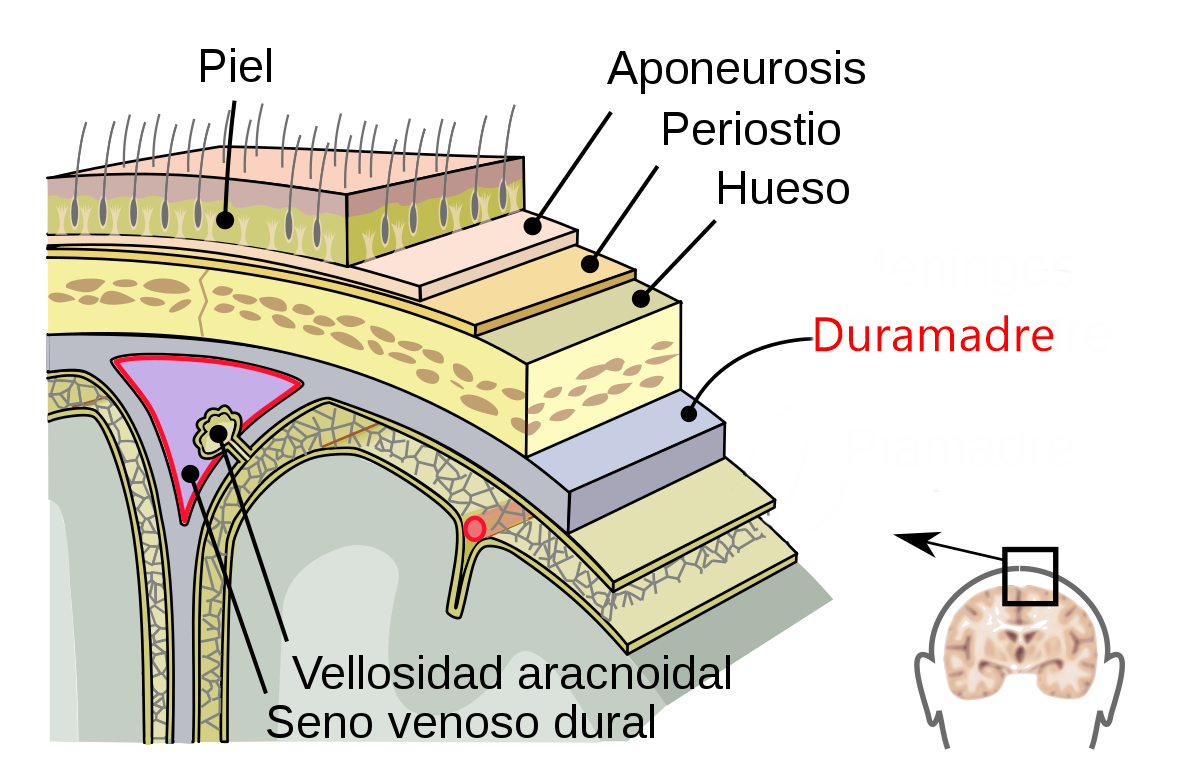 Piel
Aponeurosis
Periostio
Hueso
Duramadre
Vellosidad aracnoidal
Seno venoso dural